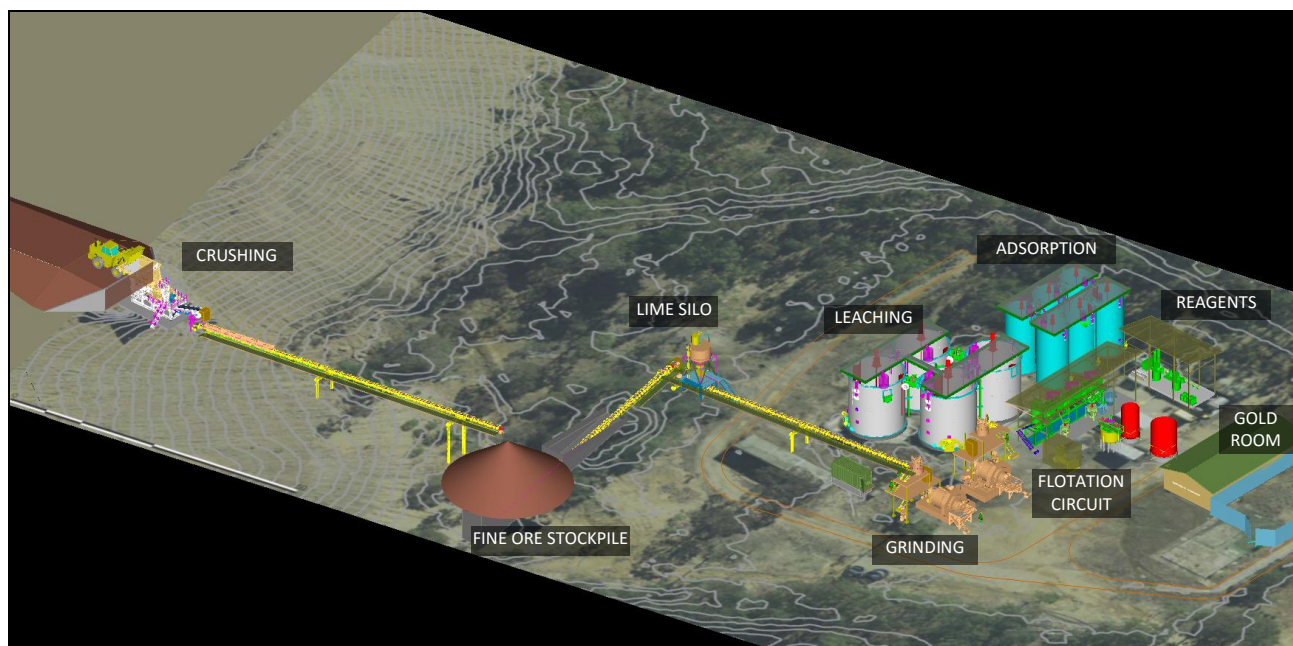 CRUSHING
ADSORPTION
REAGENTS
LIME SILO
LEACHING
GOLD
ROOM
FLOTATION
CIRCUIT
FINE ORE STOCKPILE
GRINDING